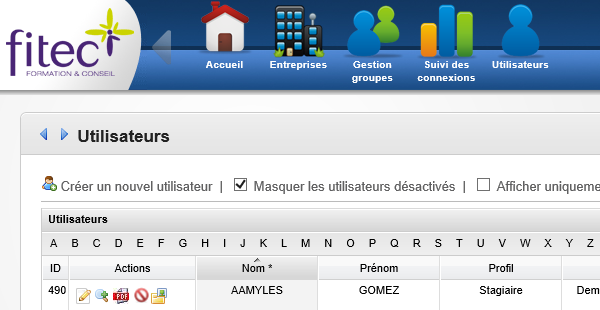 fitec
FORMATION & CONSEIL
Accueil Entreprises Gestion groupes Suivi des connexions Utilisateurs
Utilisateurs
Créer un nouvel utilisateur | Masquer les utilisateurs désactivés | Afficher uniqueme
Utilisateurs
A B C D E F G H I J K L M N O P Q R S T U V W X Y Z
ID Actions Nom * Prénom Profil
490 PDF AAMYLES GOMEZ Stagiaire Dem